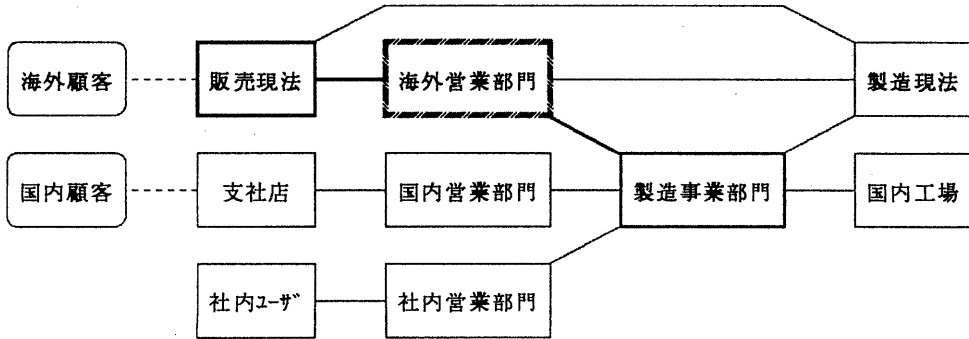 海外顧客 販売現法 海外営業部門 製造現法
国内顧客 支社店 国内営業部門 製造事業部門 国内工場
社内ﾕｰｻﾞ 社内営業部門